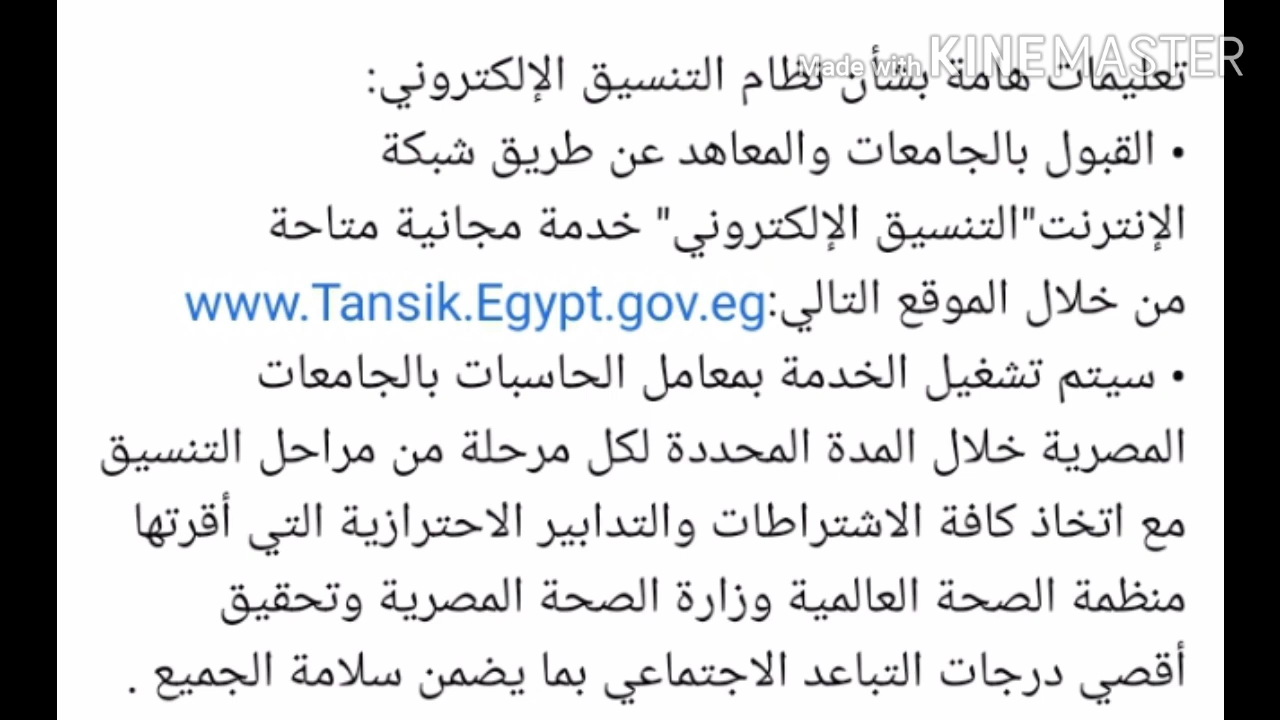 Made with KINEMASTER
تعليمات هامة بشأن نظام التنسيق الإلكتروني:
• القبول بالجامعات والمعاهد عن طريق شبكة
الإنترنت"التنسيق الإلكتروني" خدمة مجانية متاحة
من خلال الموقع التالي:www.Tansik.Egypt.gov.eg
• سيتم تشغيل الخدمة بمعامل الحاسبات بالجامعات
المصرية خلال المدة المحددة لكل مرحلة من مراحل التنسيق
مع اتخاذ كافة الاشتراطات والتدابير الاحترازية التي أقرتها
منظمة الصحة العالمية وزارة الصحة المصرية وتحقيق
أقصي درجات التباعد الاجتماعي بما يضمن سلامة الجميع .